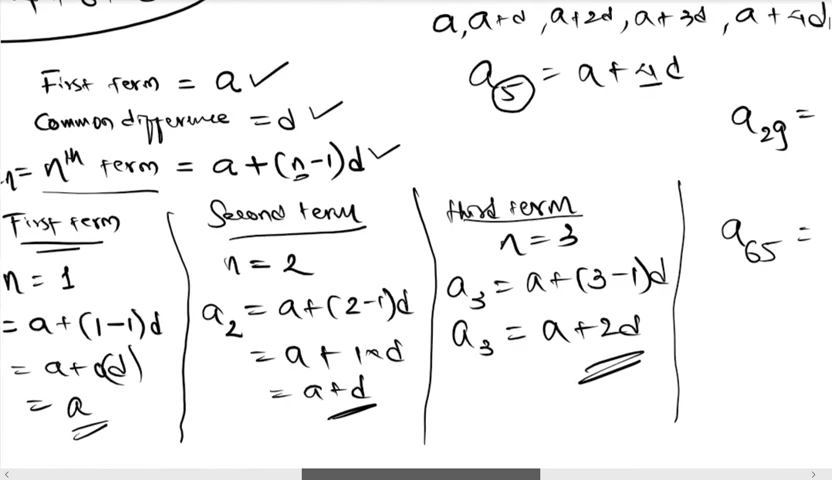 a, a+d, a+2d, a+3d, a+4d,
First term = a ✓
a5 = a+4d
Common difference = d ✓
a29 =
n = nth term = a+(n-1)d ✓
First term
n = 1
= a+(1-1)d
= a+0(d)
= a
Second term
n = 2
a2 = a+(2-1)d
= a+1×d
= a+d
third term
n = 3
a3 = a+(3-1)d
a3 = a+2d
a65 =